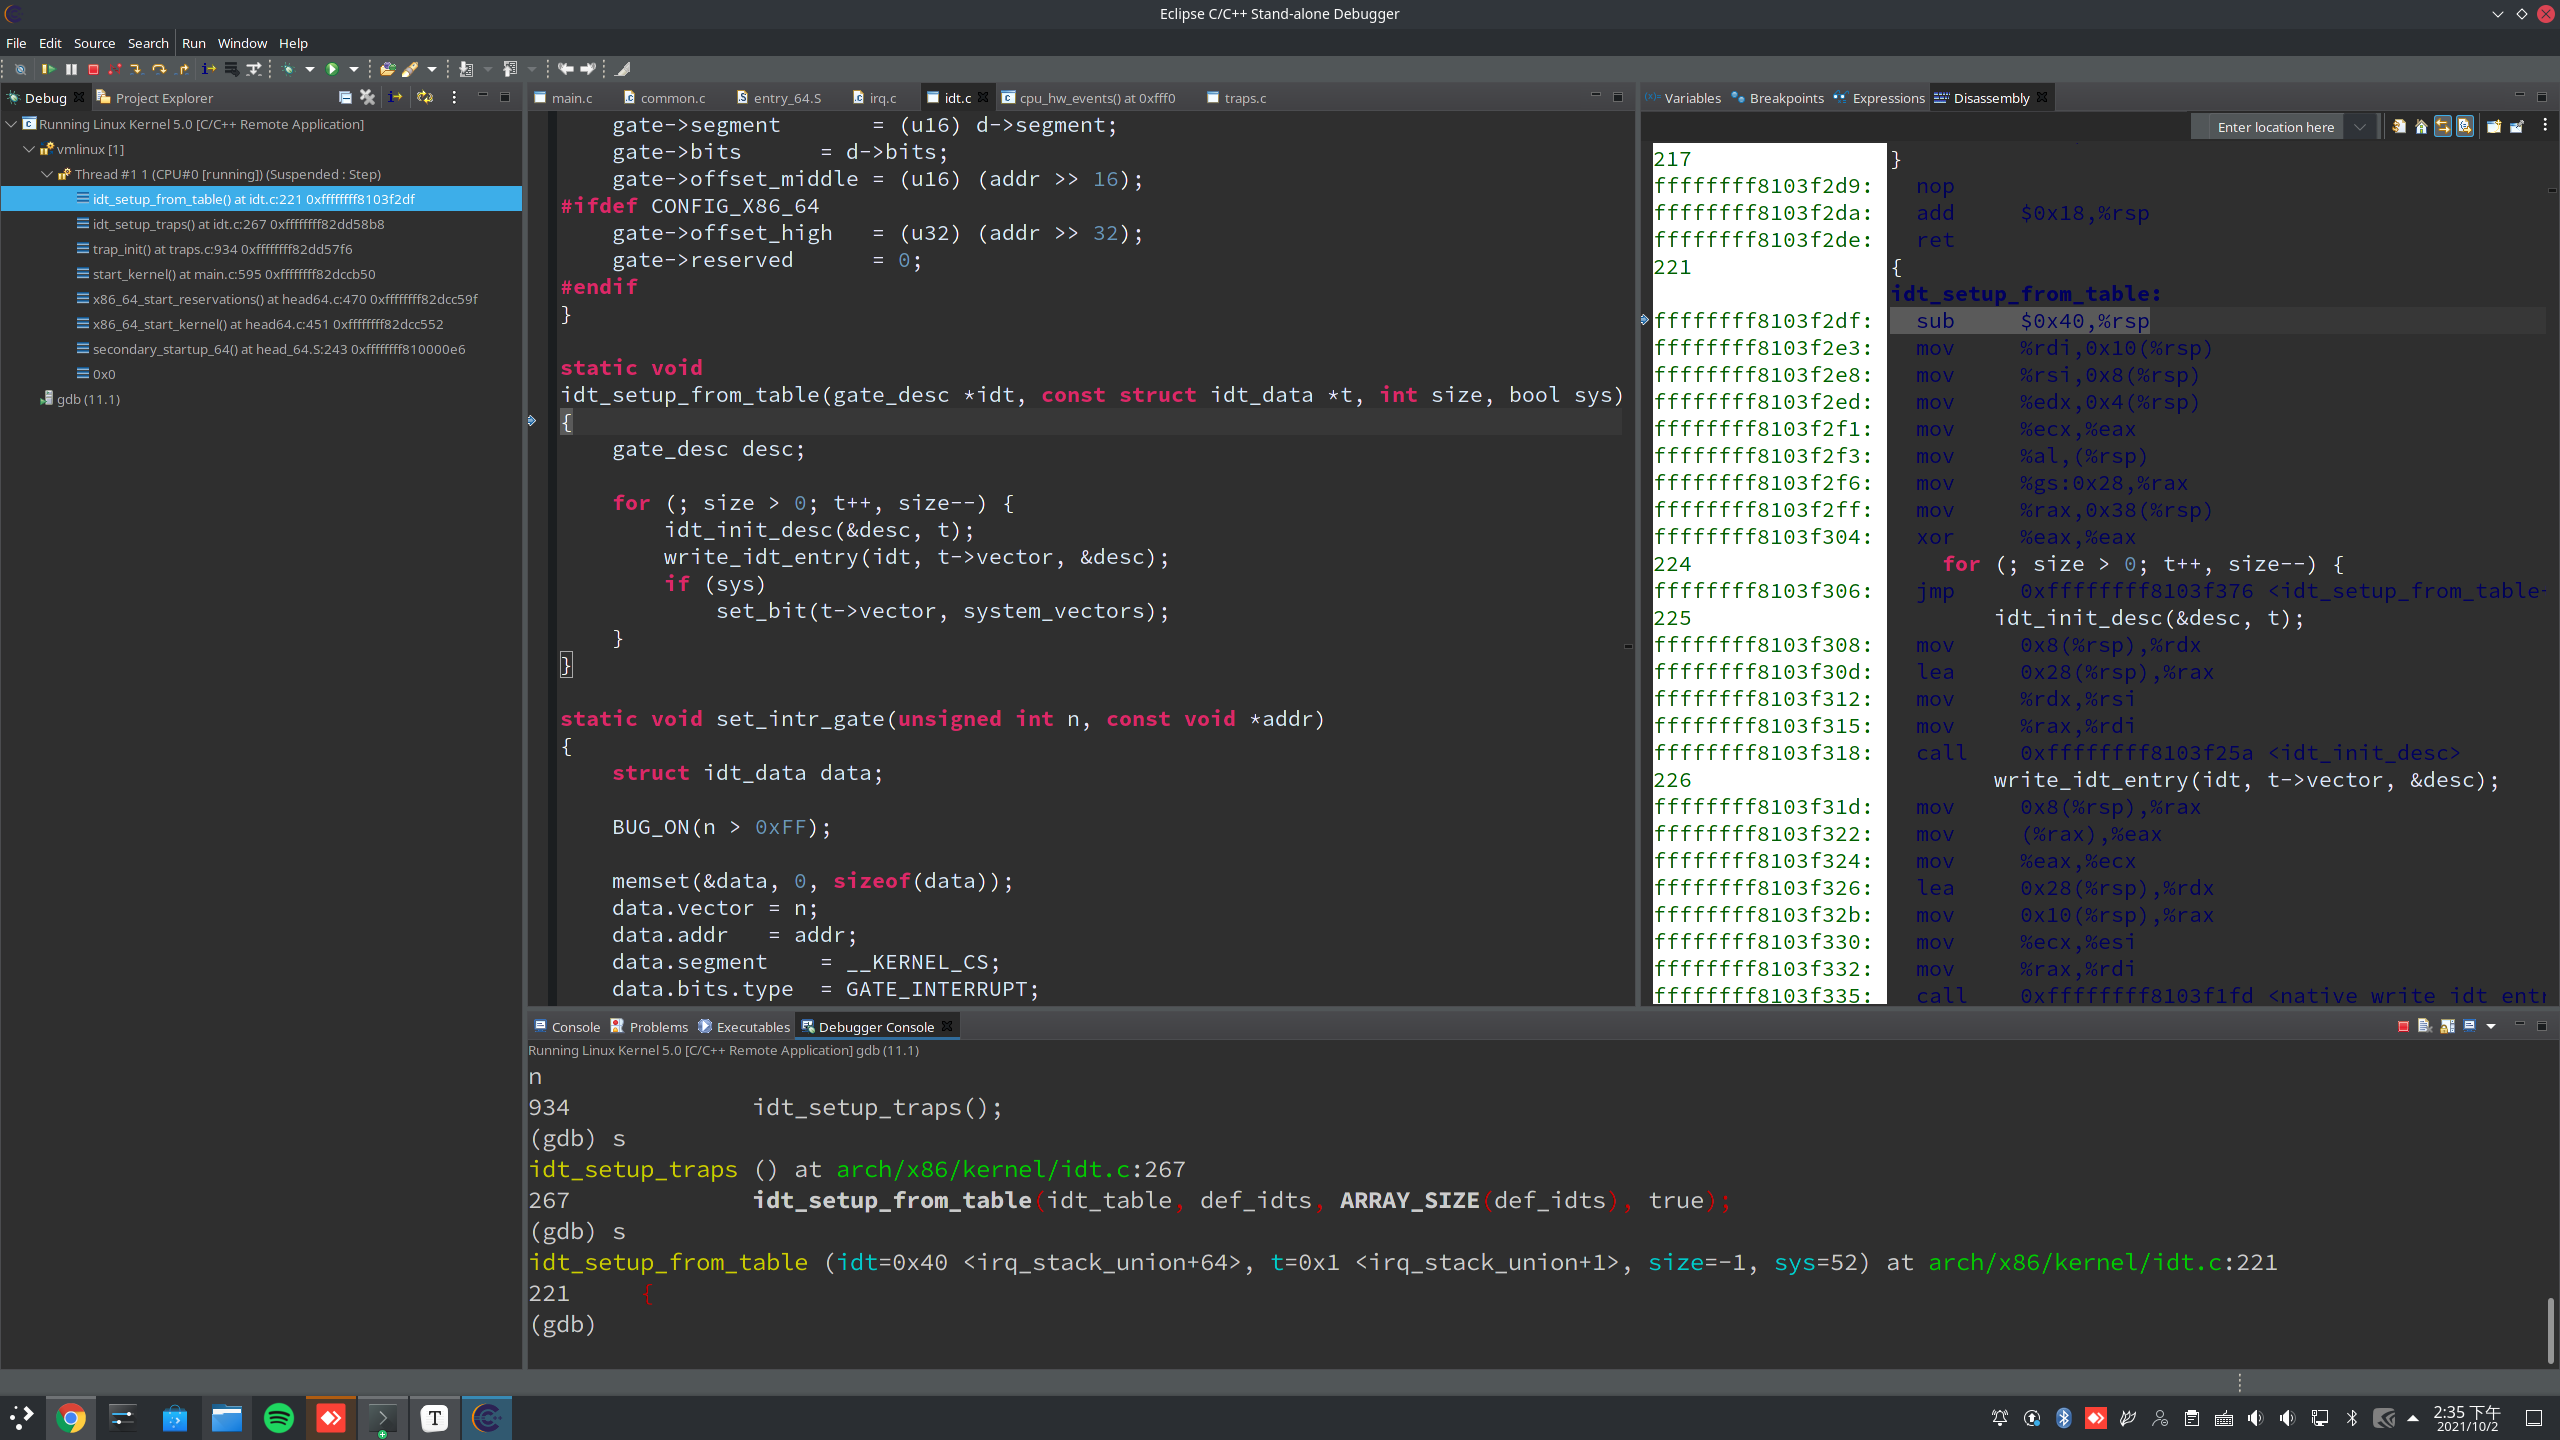 Eclipse C/C++ Stand-alone Debugger
File Edit Source Search Run Window Help
Debug Project Explorer
Running Linux Kernel 5.0 [C/C++ Remote Application]
vmlinux [1]
Thread #1 1 (CPU#0 [running]) (Suspended : Step)
idt_setup_from_table() at idt.c:221 0xffffffff8103f2df
idt_setup_traps() at idt.c:267 0xffffffff82dd58b8
trap_init() at traps.c:934 0xffffffff82dd57f6
start_kernel() at main.c:595 0xffffffff82dccb50
x86_64_start_reservations() at head64.c:470 0xffffffff82dcc59f
x86_64_start_kernel() at head64.c:451 0xffffffff82dcc552
secondary_startup_64() at head_64.S:243 0xffffffff810000e6
0x0
gdb (11.1)
main.c common.c entry_64.S irq.c idt.c cpu_hw_events() at 0xfff0 traps.c
gate->segment = (u16) d->segment;
gate->bits = d->bits;
gate->offset_middle = (u16) (addr >> 16);
#ifdef CONFIG_X86_64
gate->offset_high = (u32) (addr >> 32);
gate->reserved = 0;
#endif
}
static void
idt_setup_from_table(gate_desc *idt, const struct idt_data *t, int size, bool sys)
{
gate_desc desc;
for (; size > 0; t++, size--) {
idt_init_desc(&desc, t);
write_idt_entry(idt, t->vector, &desc);
if (sys)
set_bit(t->vector, system_vectors);
}
}
static void set_intr_gate(unsigned int n, const void *addr)
{
struct idt_data data;
BUG_ON(n > 0xFF);
memset(&data, 0, sizeof(data));
data.vector = n;
data.addr = addr;
data.segment = __KERNEL_CS;
data.bits.type = GATE_INTERRUPT;
Variables Breakpoints Expressions Disassembly
Enter location here
217 }
ffffffff8103f2d9: nop
ffffffff8103f2da: add $0x18,%rsp
ffffffff8103f2de: ret
221 {
idt_setup_from_table:
ffffffff8103f2df: sub $0x40,%rsp
ffffffff8103f2e3: mov %rdi,0x10(%rsp)
ffffffff8103f2e8: mov %rsi,0x8(%rsp)
ffffffff8103f2ed: mov %edx,0x4(%rsp)
ffffffff8103f2f1: mov %ecx,%eax
ffffffff8103f2f3: mov %al,(%rsp)
ffffffff8103f2f6: mov %gs:0x28,%rax
ffffffff8103f2ff: mov %rax,0x38(%rsp)
ffffffff8103f304: xor %eax,%eax
224 for (; size > 0; t++, size--) {
ffffffff8103f306: jmp 0xffffffff8103f376 <idt_setup_from_table+
225 idt_init_desc(&desc, t);
ffffffff8103f308: mov 0x8(%rsp),%rdx
ffffffff8103f30d: lea 0x28(%rsp),%rax
ffffffff8103f312: mov %rdx,%rsi
ffffffff8103f315: mov %rax,%rdi
ffffffff8103f318: call 0xffffffff8103f25a <idt_init_desc>
226 write_idt_entry(idt, t->vector, &desc);
ffffffff8103f31d: mov 0x8(%rsp),%rax
ffffffff8103f322: mov (%rax),%eax
ffffffff8103f324: mov %eax,%ecx
ffffffff8103f326: lea 0x28(%rsp),%rdx
ffffffff8103f32b: mov 0x10(%rsp),%rax
ffffffff8103f330: mov %ecx,%esi
ffffffff8103f332: mov %rax,%rdi
ffffffff8103f335: call 0xffffffff8103f1fd <native_write_idt_entr
Console Problems Executables Debugger Console
Running Linux Kernel 5.0 [C/C++ Remote Application] gdb (11.1)
n
934 idt_setup_traps();
(gdb) s
idt_setup_traps () at arch/x86/kernel/idt.c:267
267 idt_setup_from_table(idt_table, def_idts, ARRAY_SIZE(def_idts), true);
(gdb) s
idt_setup_from_table (idt=0x40 <irq_stack_union+64>, t=0x1 <irq_stack_union+1>, size=-1, sys=52) at arch/x86/kernel/idt.c:221
221 {
(gdb)
2:35 下午
2021/10/2